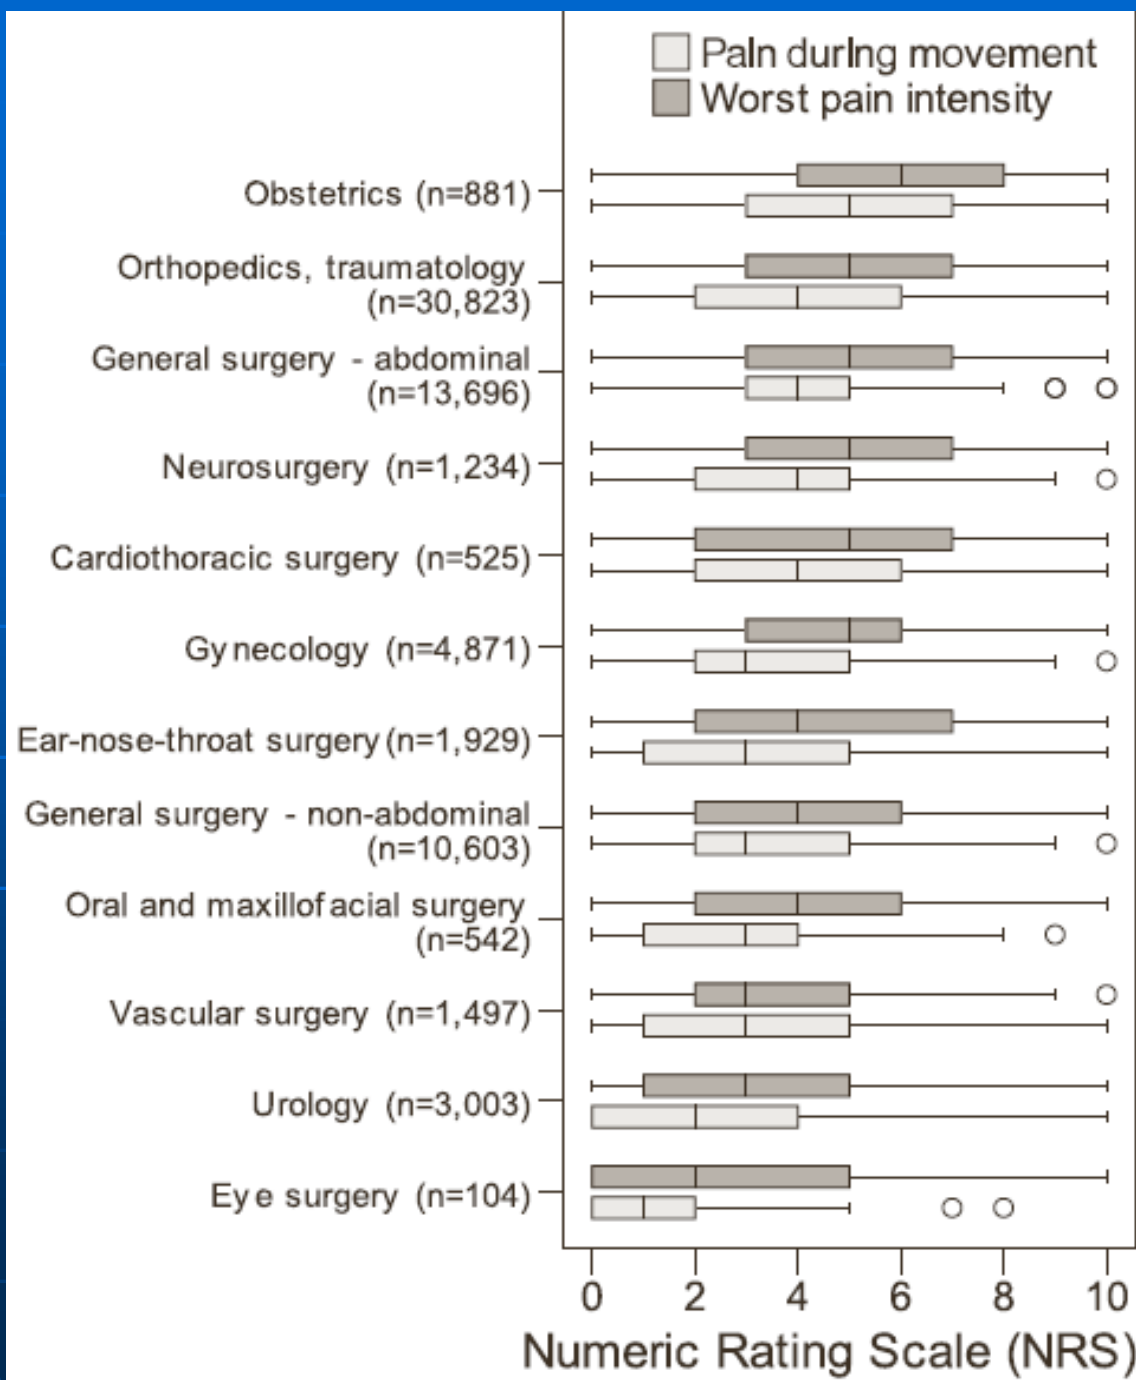 Pain during movement
Worst pain intensity
Obstetrics (n=881)
Orthopedics, traumatology
(n=30,823)
General surgery - abdominal
(n=13,696)
Neurosurgery (n=1,234)
Cardiothoracic surgery (n=525)
Gynecology (n=4,871)
Ear-nose-throat surgery (n=1,929)
General surgery - non-abdominal
(n=10,603)
Oral and maxillofacial surgery
(n=542)
Vascular surgery (n=1,497)
Urology (n=3,003)
Eye surgery (n=104)
0 2 4 6 8 10
Numeric Rating Scale (NRS)